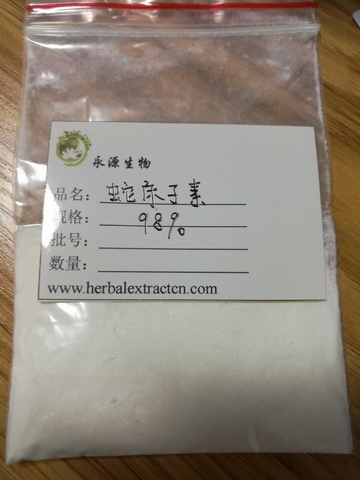 永源生物
品名：蛇床子素
规格：98%
批号：
数量：
www.herbalextractcn.com